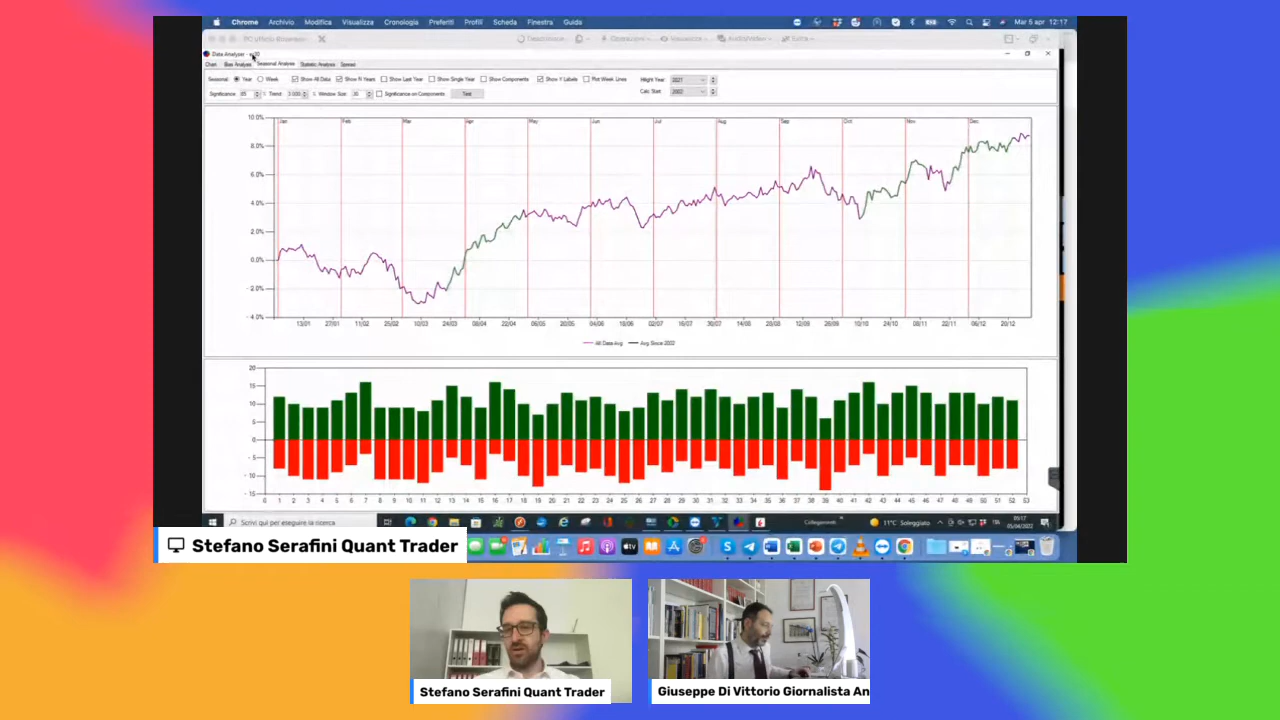 Chrome Archivio Modifica Visualizza Cronologia Preferiti Profili Scheda Finestra Guida Mar 5 apr 12:17
Data Analyser -
Chart Bias Analysis Seasonal Analysis Statistic Analysis Spread
Seasonal: Year Week Show All Data Show N Years Show Last Year Show Single Year Show Components Show Y Labels Plot Week Lines Hlight Year 2021
Significance 85 % Trend: 3.000 % Window Size: 30 Significance on Components Test Calc Start 2002
10.0% Jan Feb Mar Apr May Jun Jul Aug Sep Oct Nov Dec
8.0%
6.0%
4.0%
2.0%
0.0%
- 2.0%
- 4.0%
13/01 27/01 11/02 25/02 10/03 24/03 08/04 22/04 06/05 20/05 04/06 18/06 02/07 16/07 30/07 14/08 28/08 12/09 26/09 10/10 24/10 08/11 22/11 06/12 20/12
All Data Avg Avg Since 2002
20
15
10
5
0
- 5
- 10
- 15
0 1 2 3 4 5 6 7 8 9 10 11 12 13 14 15 16 17 18 19 20 21 22 23 24 25 26 27 28 29 30 31 32 33 34 35 36 37 38 39 40 41 42 43 44 45 46 47 48 49 50 51 52 53
Scrivi qui per eseguire la ricerca Collegamenti 11°C Soleggiato 05/04/2022
Stefano Serafini Quant Trader
Stefano Serafini Quant Trader
Giuseppe Di Vittorio Giornalista An